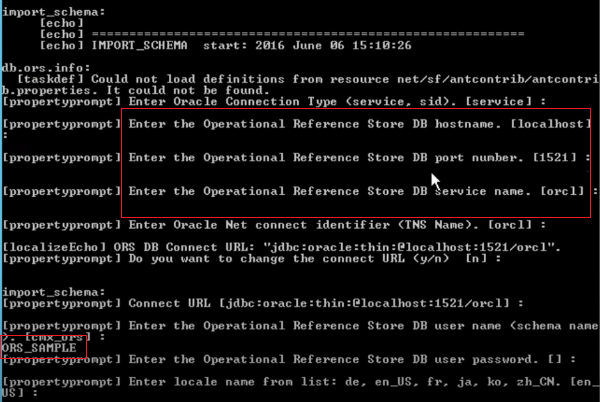 import_schema:
[echo]
[echo] ======================================================
[echo] IMPORT_SCHEMA  start: 2016 June 06 15:10:26
db.ors.info:
[taskdef] Could not load definitions from resource net/sf/antcontrib/antcontri
b.properties. It could not be found.
[propertyprompt] Enter Oracle Connection Type (service, sid). [service] :
[propertyprompt] Enter the Operational Reference Store DB hostname. [localhost]
:
[propertyprompt] Enter the Operational Reference Store DB port number. [1521] :
[propertyprompt] Enter the Operational Reference Store DB service name. [orcl] :
[propertyprompt] Enter Oracle Net connect identifier (TNS Name). [orcl] :
[localizeEcho] ORS DB Connect URL: "jdbc:oracle:thin:@localhost:1521/orcl".
[propertyprompt] Do you want to change the connect URL (y/n)  [n] :
import_schema:
[propertyprompt] Connect URL [jdbc:oracle:thin:@localhost:1521/orcl] :
[propertyprompt] Enter the Operational Reference Store DB user name (schema name
). [cmx_ors] :
ORS_SAMPLE
[propertyprompt] Enter the Operational Reference Store DB user password. [] :
[propertyprompt] Enter locale name from list: de, en_US, fr, ja, ko, zh_CN. [en_
US] :